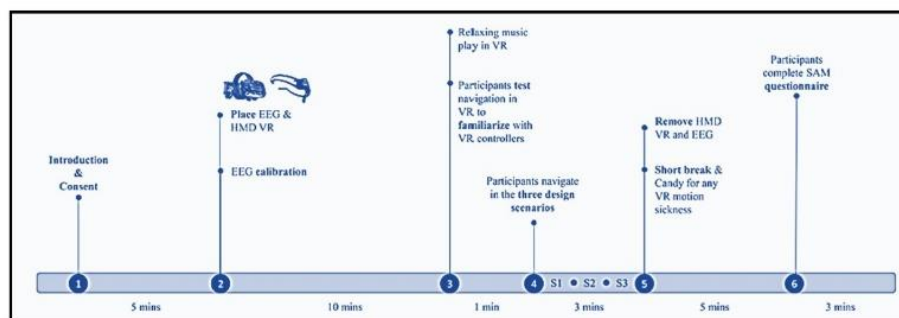 Introduction
&
Consent
Place EEG &
HMD VR
EEG calibration
Relaxing music
play in VR
Participants test
navigation in
VR to
familiarize with
VR controllers
Participants navigate
in the three design
scenarios
Remove HMD
VR and EEG
Short break &
Candy for any
VR motion
sickness
Participants
complete SAM
questionnaire
1
2
3
4
S1
S2
S3
5
6
5 mins
10 mins
1 min
3 mins
5 mins
3 mins